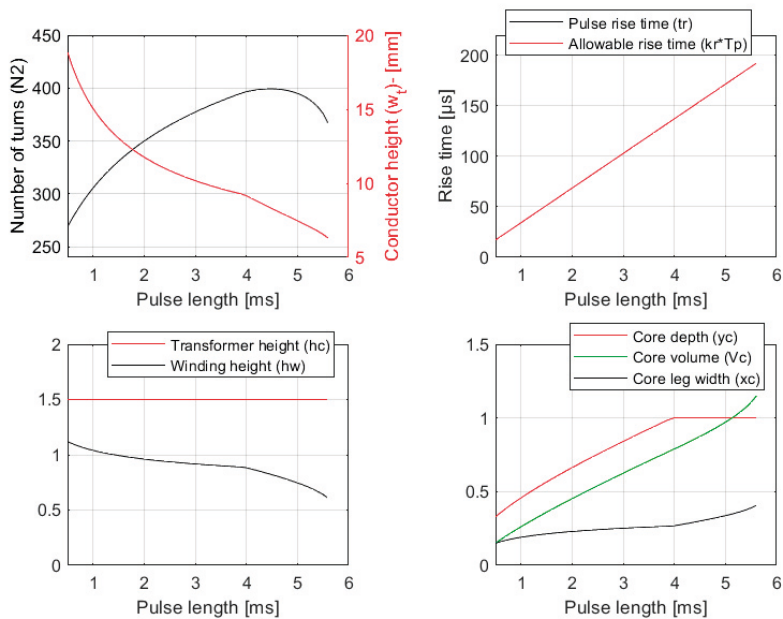 450
400
350
300
250
Number of turns (N2)
20
15
10
5
Conductor height (w_t)- [mm]
1 2 3 4 5 6
Pulse length [ms]
Pulse rise time (tr)
Allowable rise time (kr*Tp)
200
150
100
50
0
Rise time [µs]
1 2 3 4 5 6
Pulse length [ms]
2
1.5
1
0.5
0
Transformer height (hc)
Winding height (hw)
1 2 3 4 5 6
Pulse length [ms]
1.5
1
0.5
0
Core depth (yc)
Core volume (Vc)
Core leg width (xc)
1 2 3 4 5 6
Pulse length [ms]